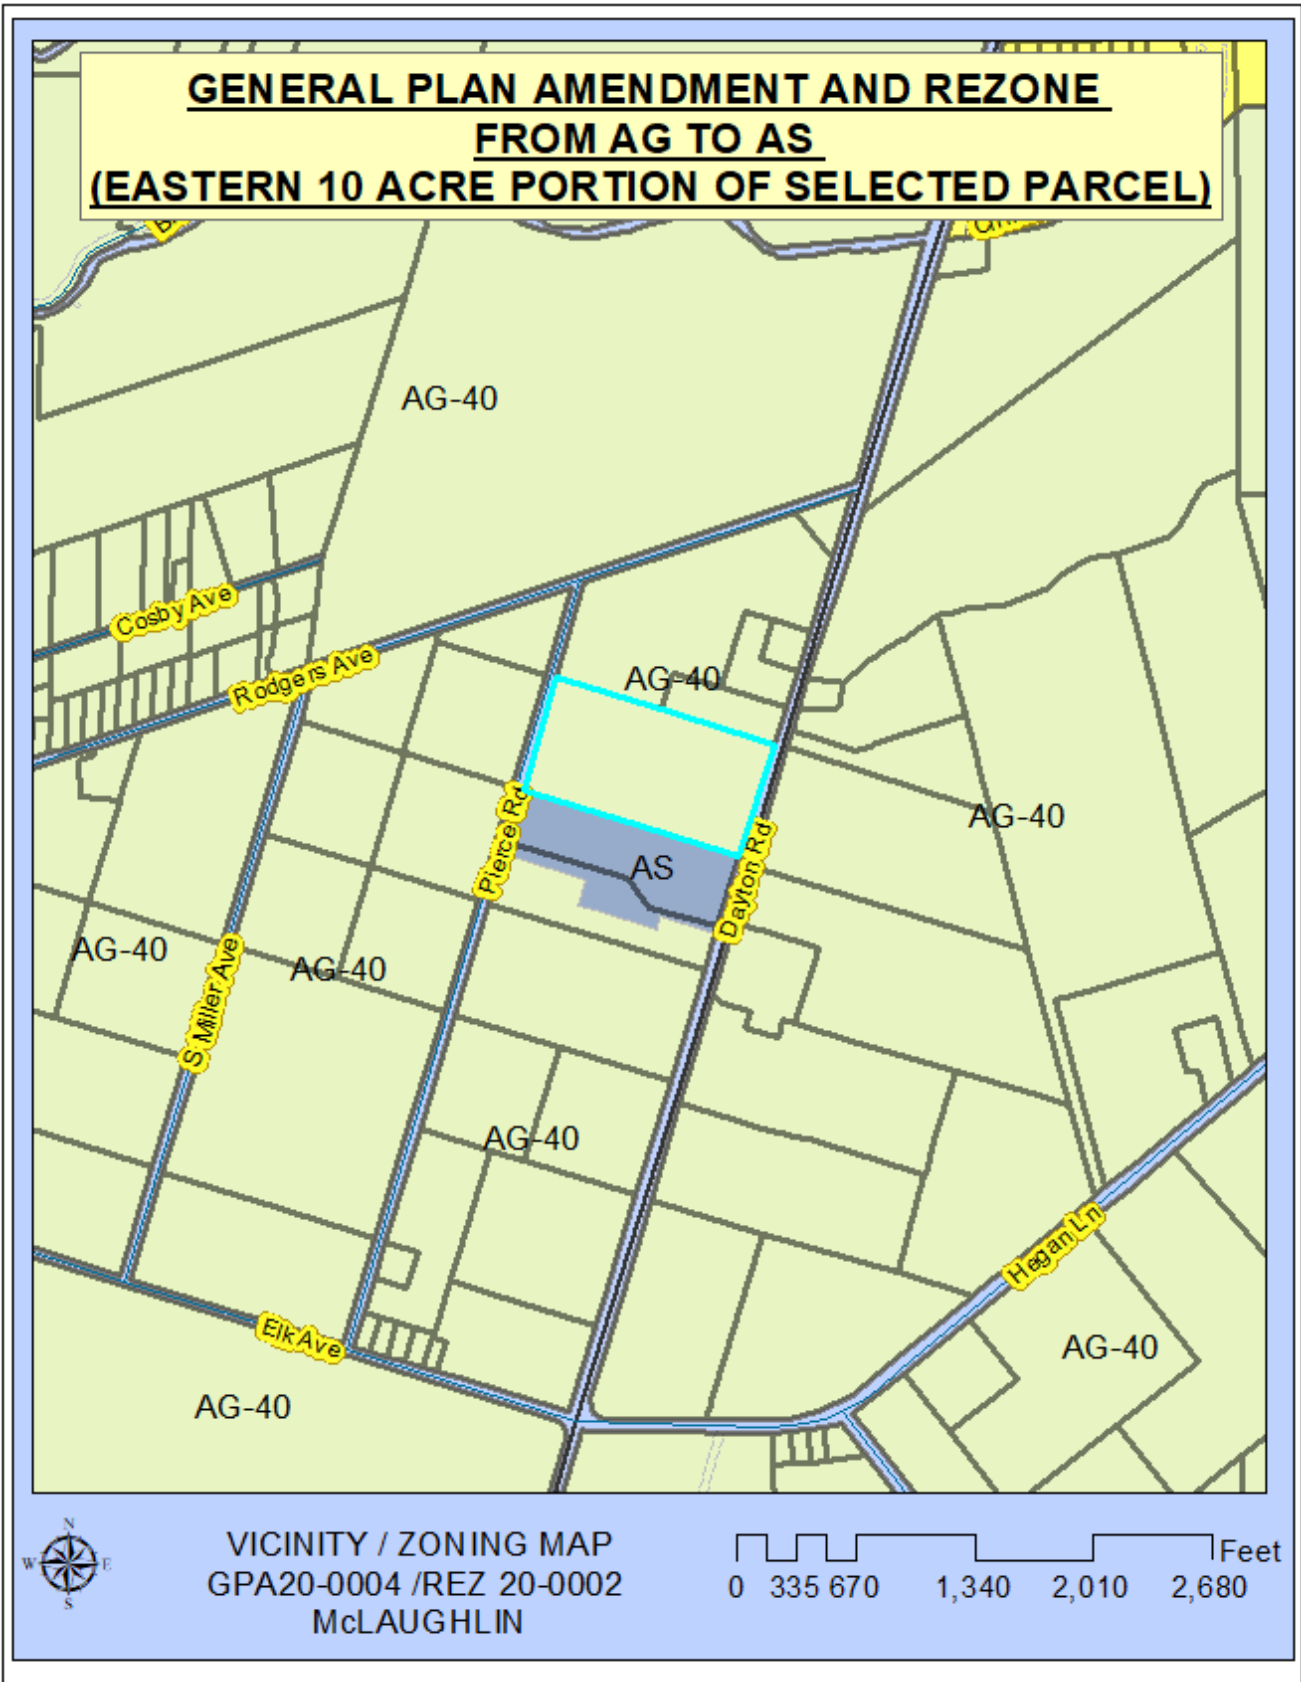 GENERAL PLAN AMENDMENT AND REZONE
FROM AG TO AS
(EASTERN 10 ACRE PORTION OF SELECTED PARCEL)
AG-40
Cosby Ave
Rodgers Ave
AG-40
AG-40
Pierce Rd
AS
Dayton Rd
AG-40
AG-40
S Miller Ave
AG-40
Hegan Ln
Elk Ave
AG-40
AG-40
N
W E
S
VICINITY / ZONING MAP
GPA20-0004 /REZ 20-0002
McLAUGHLIN
Feet
0 335 670 1,340 2,010 2,680